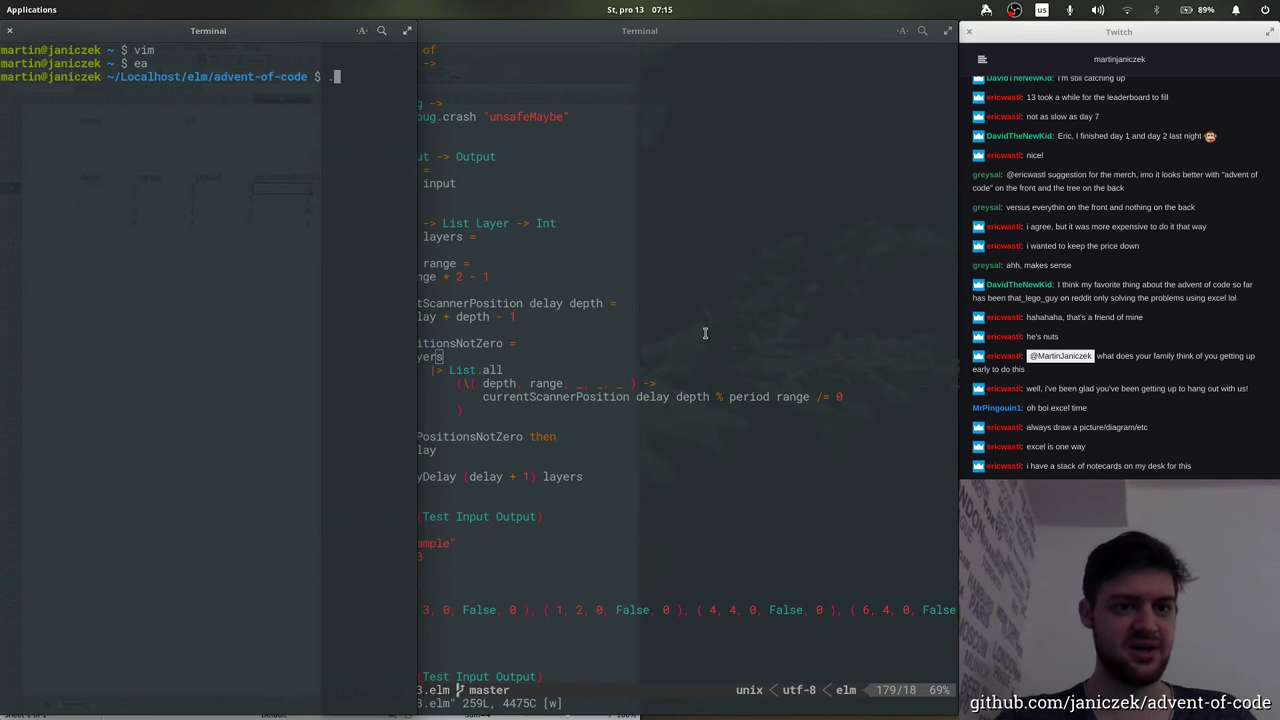 Applications
St, pro 13   07:15
us
89%
Terminal
martin@janiczek ~ $ vim
martin@janiczek ~ $ ea
martin@janiczek ~/Localhost/elm/advent-of-code $ .
Terminal
of
->
g ->
bug.crash "unsafeMaybe"
ut -> Output
=
input
-> List Layer -> Int
layers =
range =
nge * 2 - 1
tScannerPosition delay depth =
lay + depth - 1
itionsNotZero =
yers
|> List.all
(\( depth, range, _, _, _ ) ->
currentScannerPosition delay depth % period range /= 0
)
PositionsNotZero then
lay
yDelay (delay + 1) layers
(Test Input Output)
ample"
3
3, 0, False, 0 ), ( 1, 2, 0, False, 0 ), ( 4, 4, 0, False, 0 ), ( 6, 4, 0, False
(Test Input Output)
3.elm master unix < utf-8 < elm 179/18 69%
3.elm" 259L, 4475C [w]
Twitch
martinjaniczek
DavidTheNewKid: I'm still catching up
ericwastl: 13 took a while for the leaderboard to fill
ericwastl: not as slow as day 7
DavidTheNewKid: Eric, I finished day 1 and day 2 last night
ericwastl: nice!
greysal: @ericwastl suggestion for the merch, imo it looks better with "advent of
code" on the front and the tree on the back
greysal: versus everythin on the front and nothing on the back
ericwastl: i agree, but it was more expensive to do it that way
ericwastl: i wanted to keep the price down
greysal: ahh, makes sense
DavidTheNewKid: I think my favorite thing about the advent of code so far
has been that_lego_guy on reddit only solving the problems using excel lol
ericwastl: hahahaha, that's a friend of mine
ericwastl: he's nuts
ericwastl: @MartinJaniczek what does your family think of you getting up
early to do this
ericwastl: well, i've been glad you've been getting up to hang out with us!
MrPingouin1: oh boi excel time
ericwastl: always draw a picture/diagram/etc
ericwastl: excel is one way
ericwastl: i have a stack of notecards on my desk for this
github.com/janiczek/advent-of-code